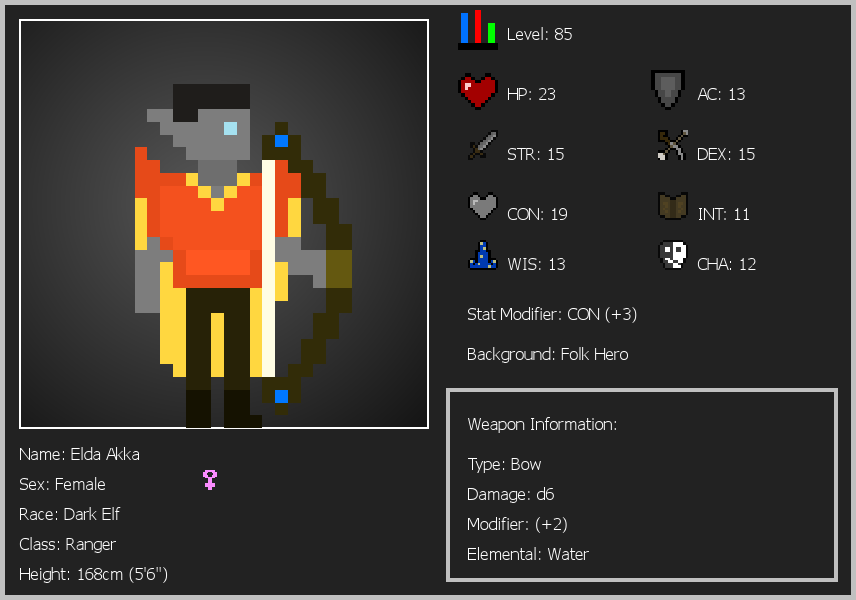 Level: 85
HP: 23
AC: 13
STR: 15
DEX: 15
CON: 19
INT: 11
WIS: 13
CHA: 12
Stat Modifier: CON (+3)
Background: Folk Hero
Weapon Information:
Type: Bow
Damage: d6
Modifier: (+2)
Elemental: Water
Name: Elda Akka
Sex: Female
Race: Dark Elf
Class: Ranger
Height: 168cm (5'6")